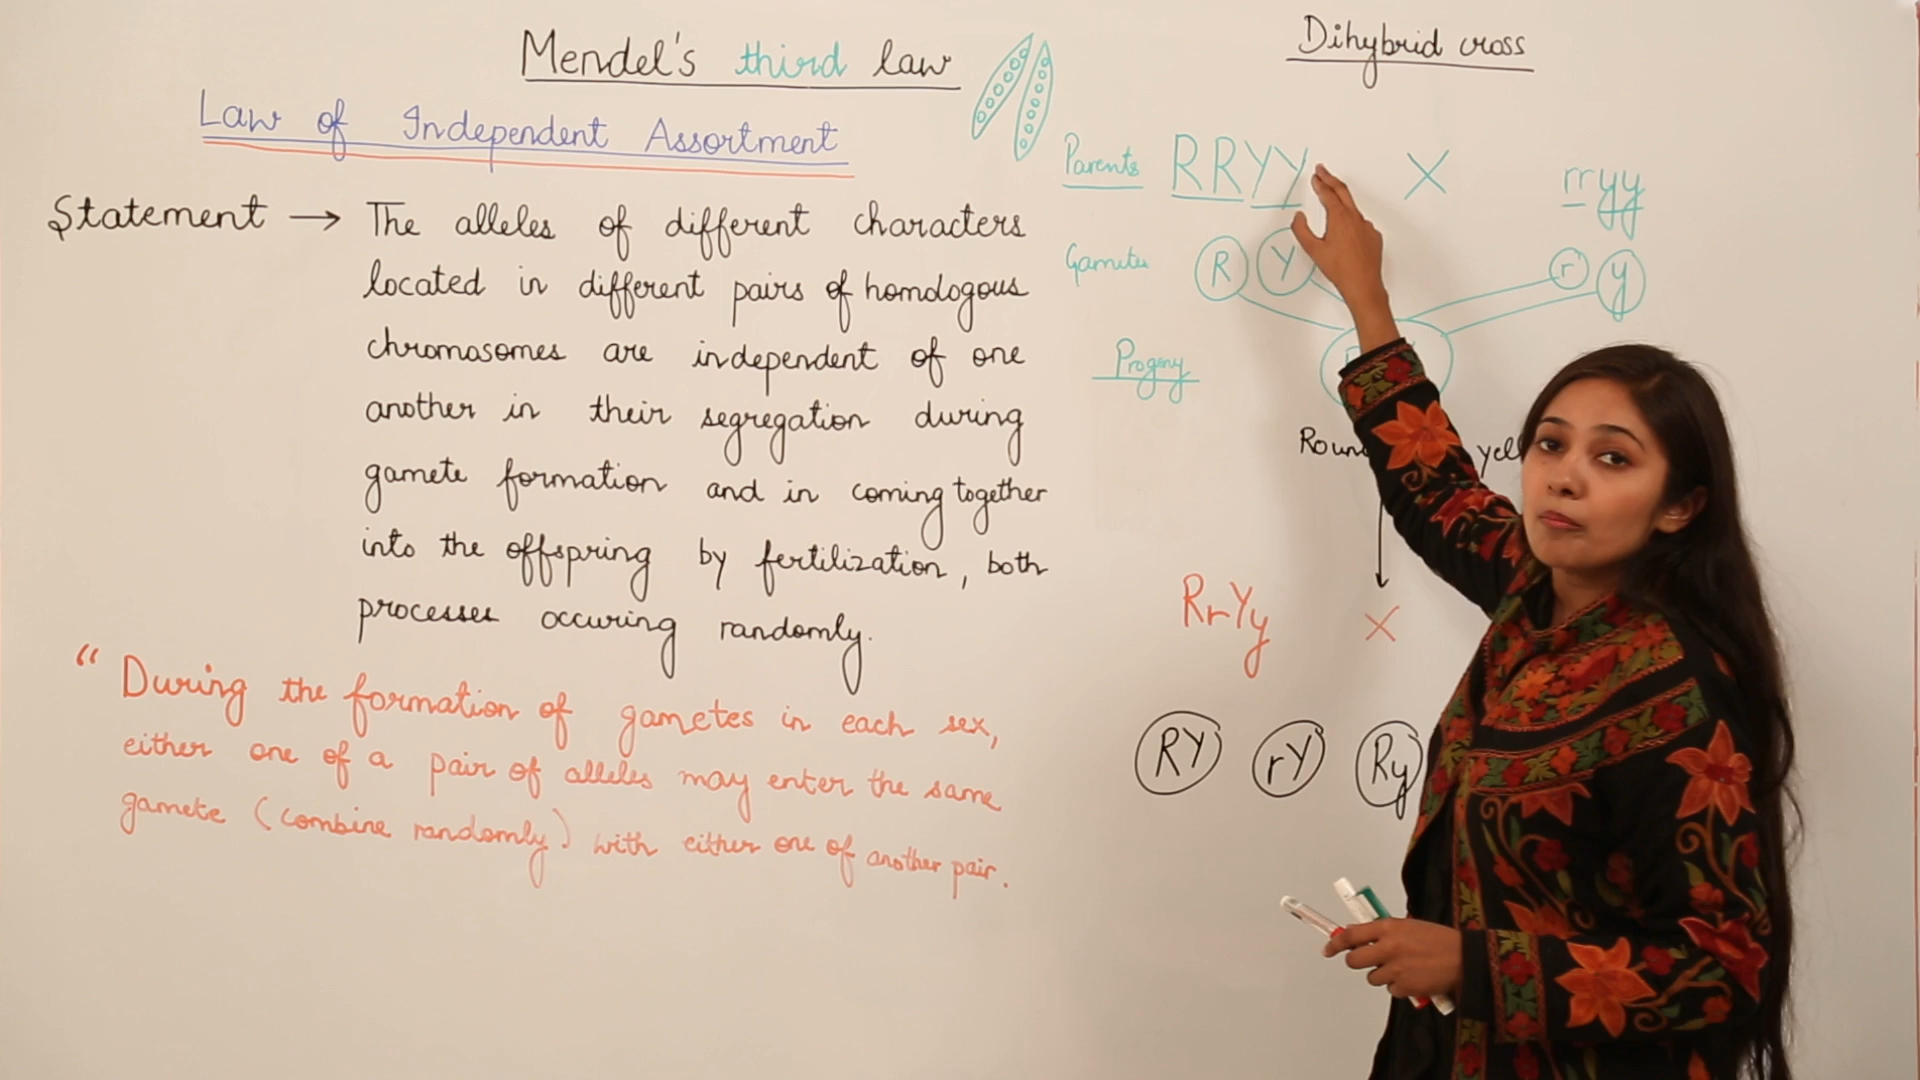 Mendel's third law
Law of Independent Assortment
Statement → The alleles of different characters
located in different pairs of homologous
chromosomes are independent of one
another in their segregation during
gamete formation and in coming together
into the offspring by fertilization, both
processes occuring randomly.
“ During the formation of gametes in each sex,
either one of a pair of alleles may enter the same
gamete (combine randomly) with either one of another pair.
Dihybrid cross
Parents RRYY X rryy
Gametes R Y r y
Progeny
RrYy X
RY rY Ry